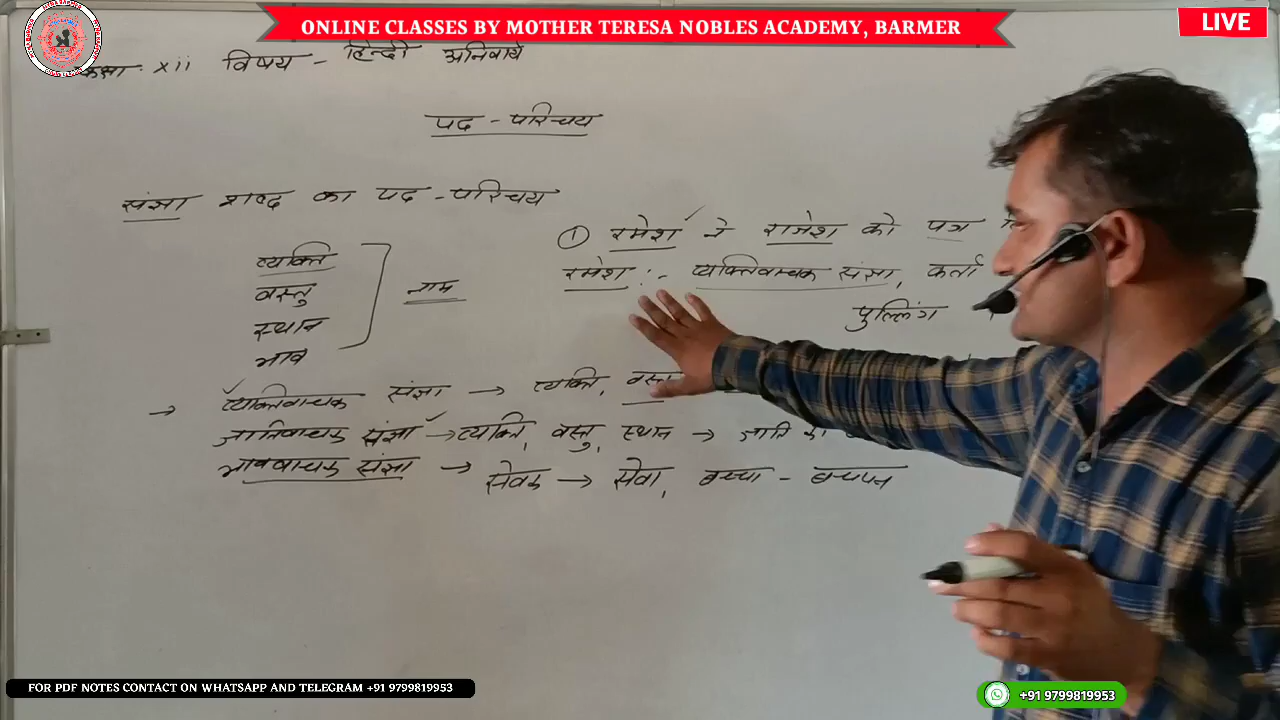 ONLINE CLASSES BY MOTHER TERESA NOBLES ACADEMY, BARMER
LIVE
कक्षा: xii विषय - हिन्दी अनिवार्य
पद - परिचय
संज्ञा शब्द का पद - परिचय
व्यक्ति
वस्तु
स्थान
भाव
नाम
① रमेश ने राजेश को पत्र
रमेश :- व्यक्तिवाचक संज्ञा, कर्ता
पुल्लिंग
→ व्यक्तिवाचक संज्ञा → व्यक्ति, वस्तु
जातिवाचक संज्ञा → व्यक्ति, वस्तु, स्थान → जाति
भाववाचक संज्ञा → सेवक → सेवा, बच्चा - बचपन
FOR PDF NOTES CONTACT ON WHATSAPP AND TELEGRAM +91 9799819953
+91 9799819953